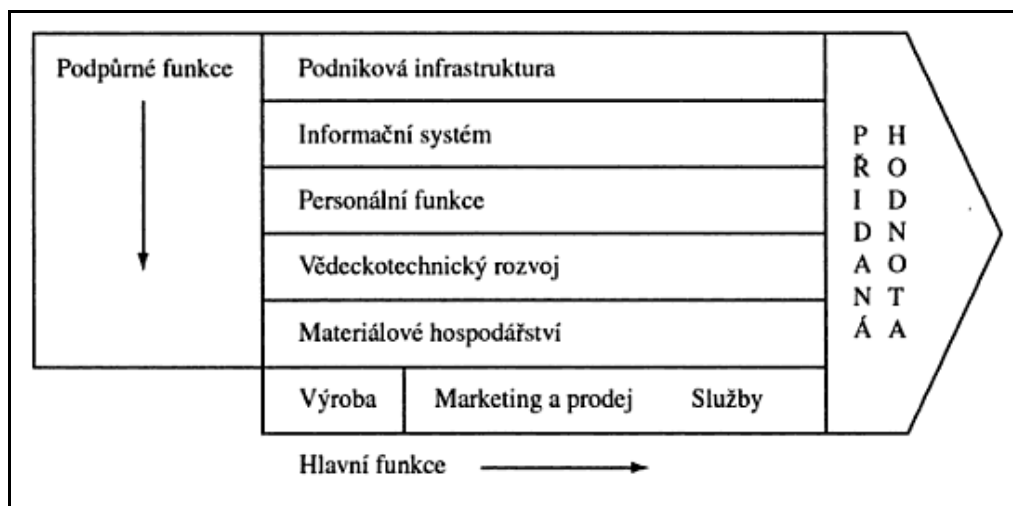 Podpůrné funkce
Podniková infrastruktura
Informační systém
Personální funkce
Vědeckotechnický rozvoj
Materiálové hospodářství
Výroba
Marketing a prodej
Služby
PŘIDANÁ
HODNOTA
Hlavní funkce